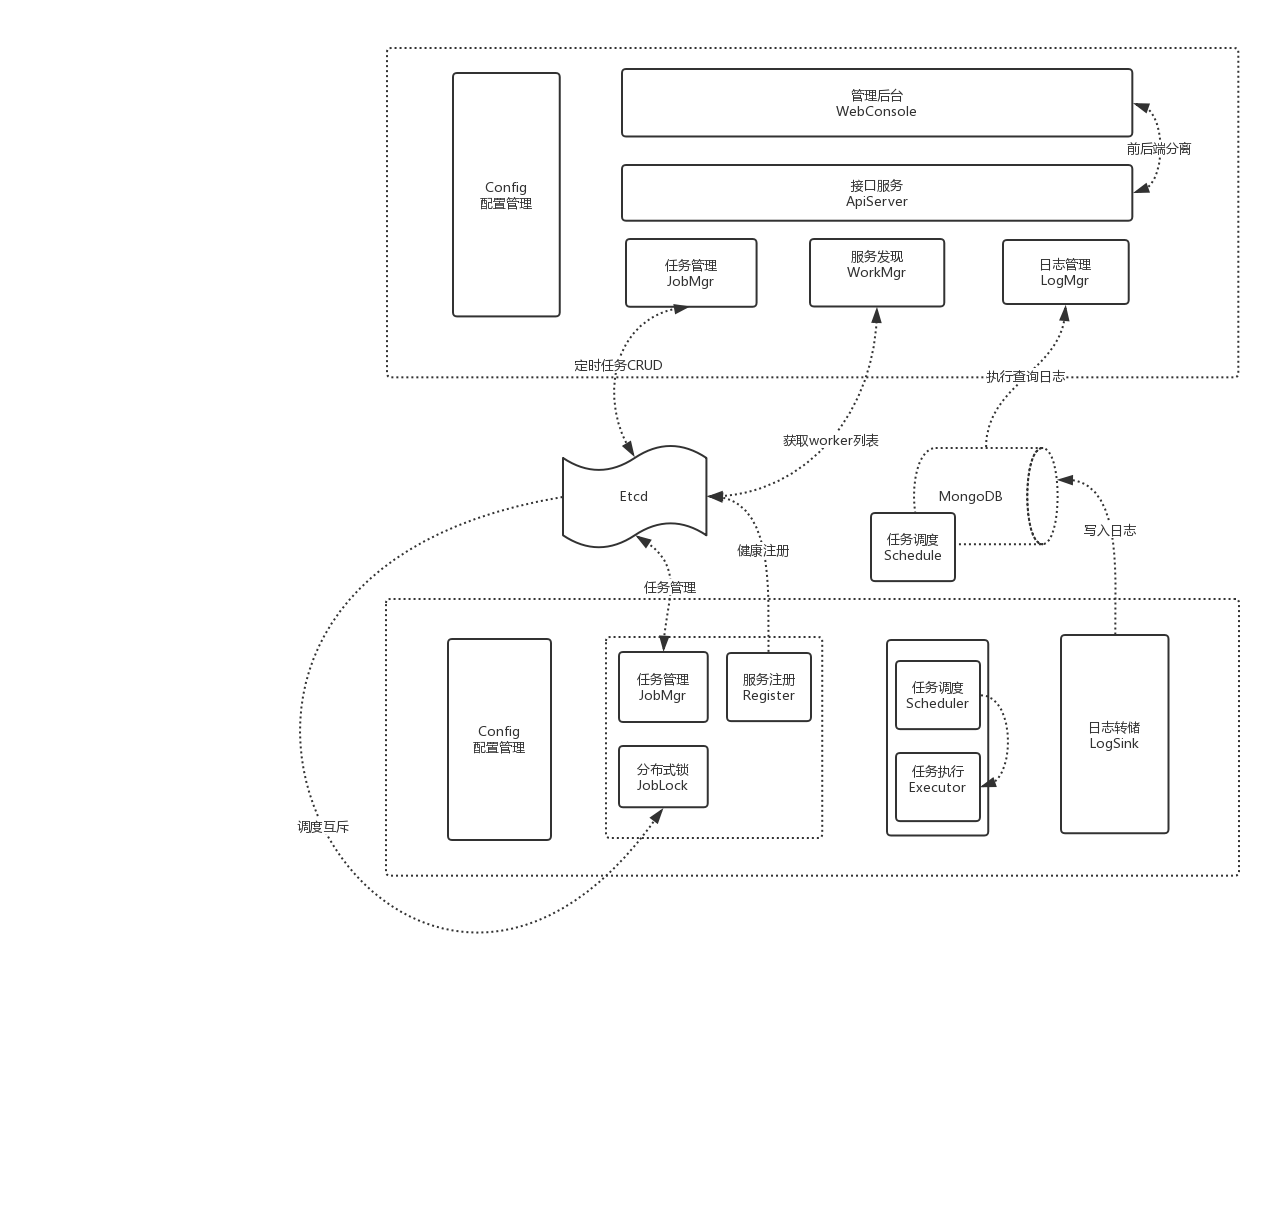 管理后台
WebConsole
前后端分离
Config
配置管理
接口服务
ApiServer
任务管理
JobMgr
服务发现
WorkMgr
日志管理
LogMgr
定时任务CRUD
执行查询日志
获取worker列表
Etcd
MongoDB
写入日志
任务调度
Schedule
健康注册
任务管理
任务管理
JobMgr
服务注册
Register
任务调度
Scheduler
Config
配置管理
日志转储
LogSink
分布式锁
JobLock
任务执行
Executor
调度互斥